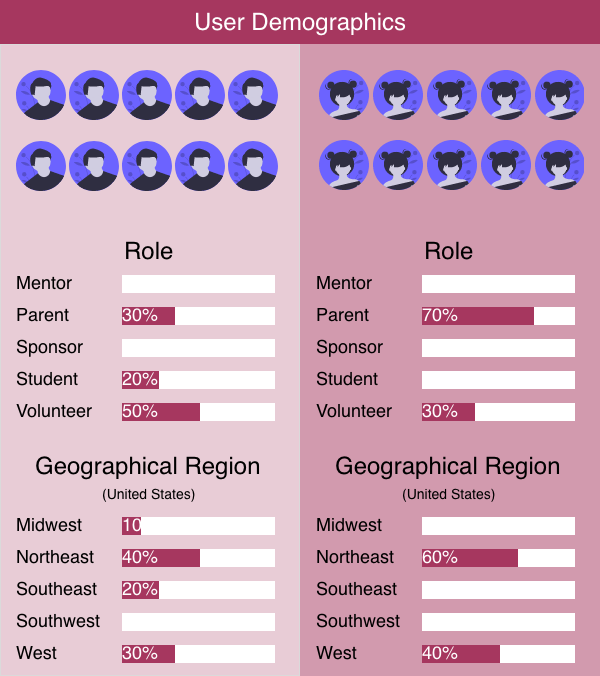 User Demographics
Role
Mentor
Parent 30%
Sponsor
Student 20%
Volunteer 50%
Geographical Region
(United States)
Midwest 10
Northeast 40%
Southeast 20%
Southwest
West 30%
Role
Mentor
Parent 70%
Sponsor
Student
Volunteer 30%
Geographical Region
(United States)
Midwest
Northeast 60%
Southeast
Southwest
West 40%